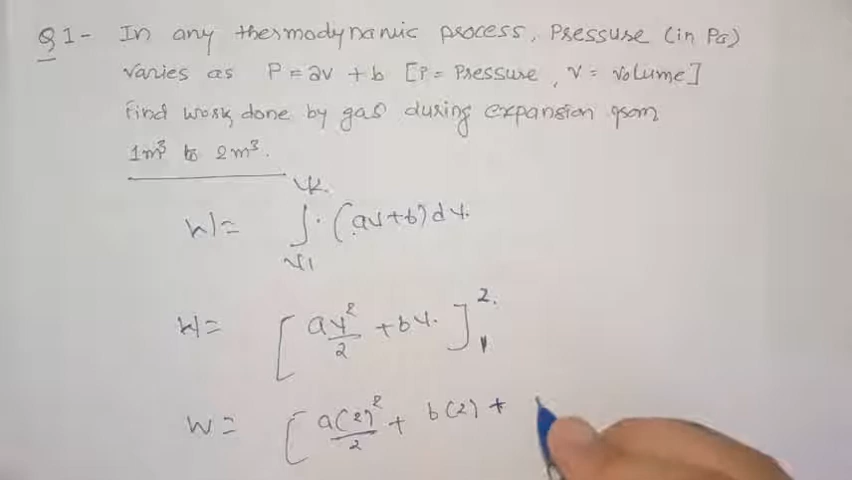 Q1- In any thermodynamic process, Pressure (in Pa)
varies as P = av + b [P = Pressure, v = volume]
Find work done by gas during expansion from
1m³ to 2m³.
W = ∫_{V1}^{V2} (av+b) dv.
W = [ av²/2 + bv. ]₁²
W = [ a(2)²/2 + b(2) +